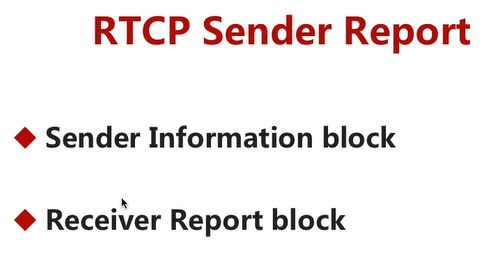 RTCP Sender Report
Sender Information block
Receiver Report block